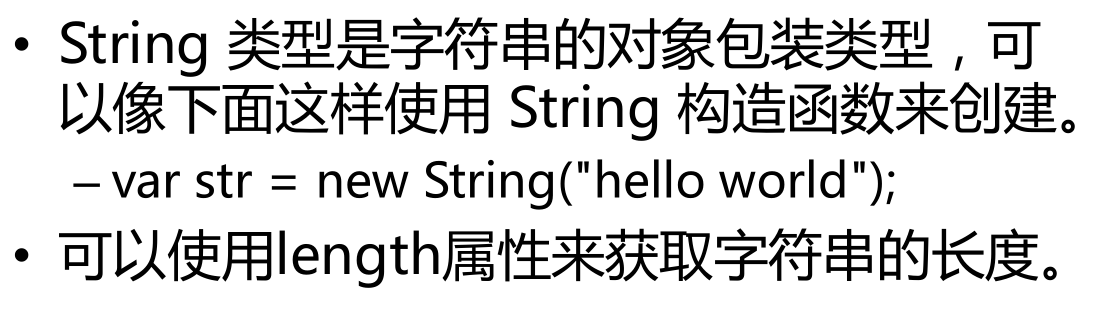 • String 类型是字符串的对象包装类型，可
以像下面这样使用 String 构造函数来创建。
– var str = new String("hello world");
• 可以使用length属性来获取字符串的长度。